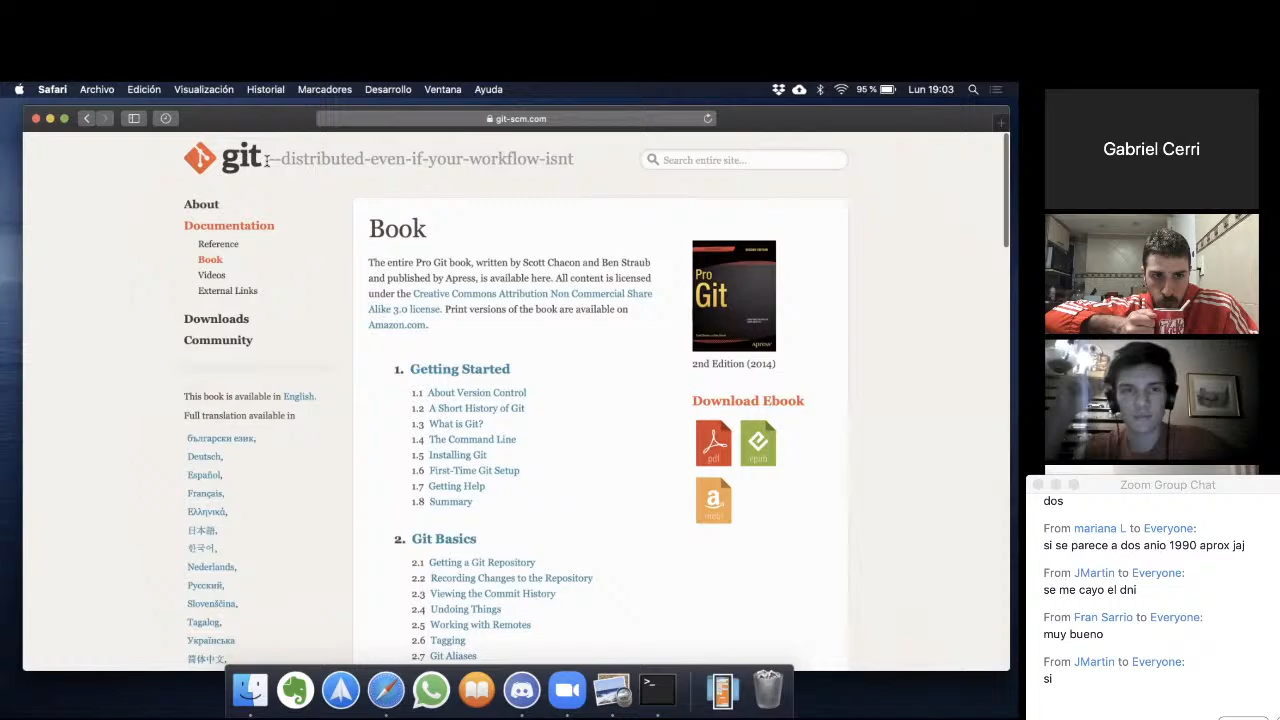 Safari Archivo Edición Visualización Historial Marcadores Desarrollo Ventana Ayuda
95 % Lun 19:03
git-scm.com
git --distributed-even-if-your-workflow-isnt
Search entire site...
About
Documentation
Reference
Book
Videos
External Links
Downloads
Community
This book is available in English.
Full translation available in
български език,
Deutsch,
Español,
Français,
Ελληνικά,
日本語,
한국어,
Nederlands,
Русский,
Slovenščina,
Tagalog,
Українська
简体中文,
Book
The entire Pro Git book, written by Scott Chacon and Ben Straub
and published by Apress, is available here. All content is licensed
under the Creative Commons Attribution Non Commercial Share
Alike 3.0 license. Print versions of the book are available on
Amazon.com.
1. Getting Started
1.1 About Version Control
1.2 A Short History of Git
1.3 What is Git?
1.4 The Command Line
1.5 Installing Git
1.6 First-Time Git Setup
1.7 Getting Help
1.8 Summary
2. Git Basics
2.1 Getting a Git Repository
2.2 Recording Changes to the Repository
2.3 Viewing the Commit History
2.4 Undoing Things
2.5 Working with Remotes
2.6 Tagging
2.7 Git Aliases
Pro
Git
apress
2nd Edition (2014)
Download Ebook
pdf
epub
mobi
Gabriel Cerri
Zoom Group Chat
dos
From mariana L to Everyone:
si se parece a dos anio 1990 aprox jaj
From JMartin to Everyone:
se me cayo el dni
From Fran Sarrio to Everyone:
muy bueno
From JMartin to Everyone:
si